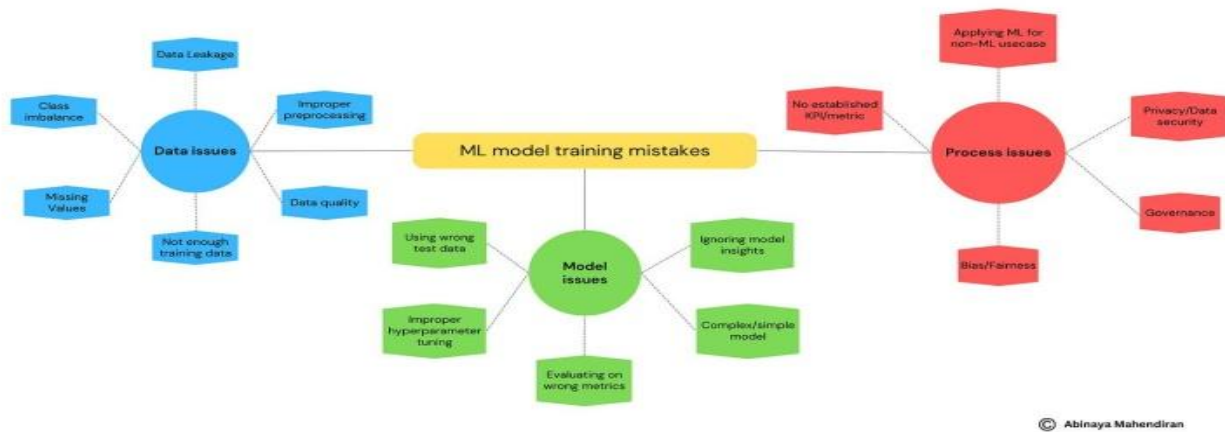 ML model training mistakes
Data issues
Data Leakage
Class
imbalance
Improper
preprocessing
Missing
Values
Data quality
Not enough
training data
Model
issues
Using wrong
test data
Ignoring model
insights
Improper
hyperparameter
tuning
Complex/simple
model
Evaluating on
wrong metrics
Process issues
Applying ML for
non-ML usecase
No established
KPI/metric
Privacy/Data
security
Governance
Bias/Fairness
© Abinaya Mahendiran